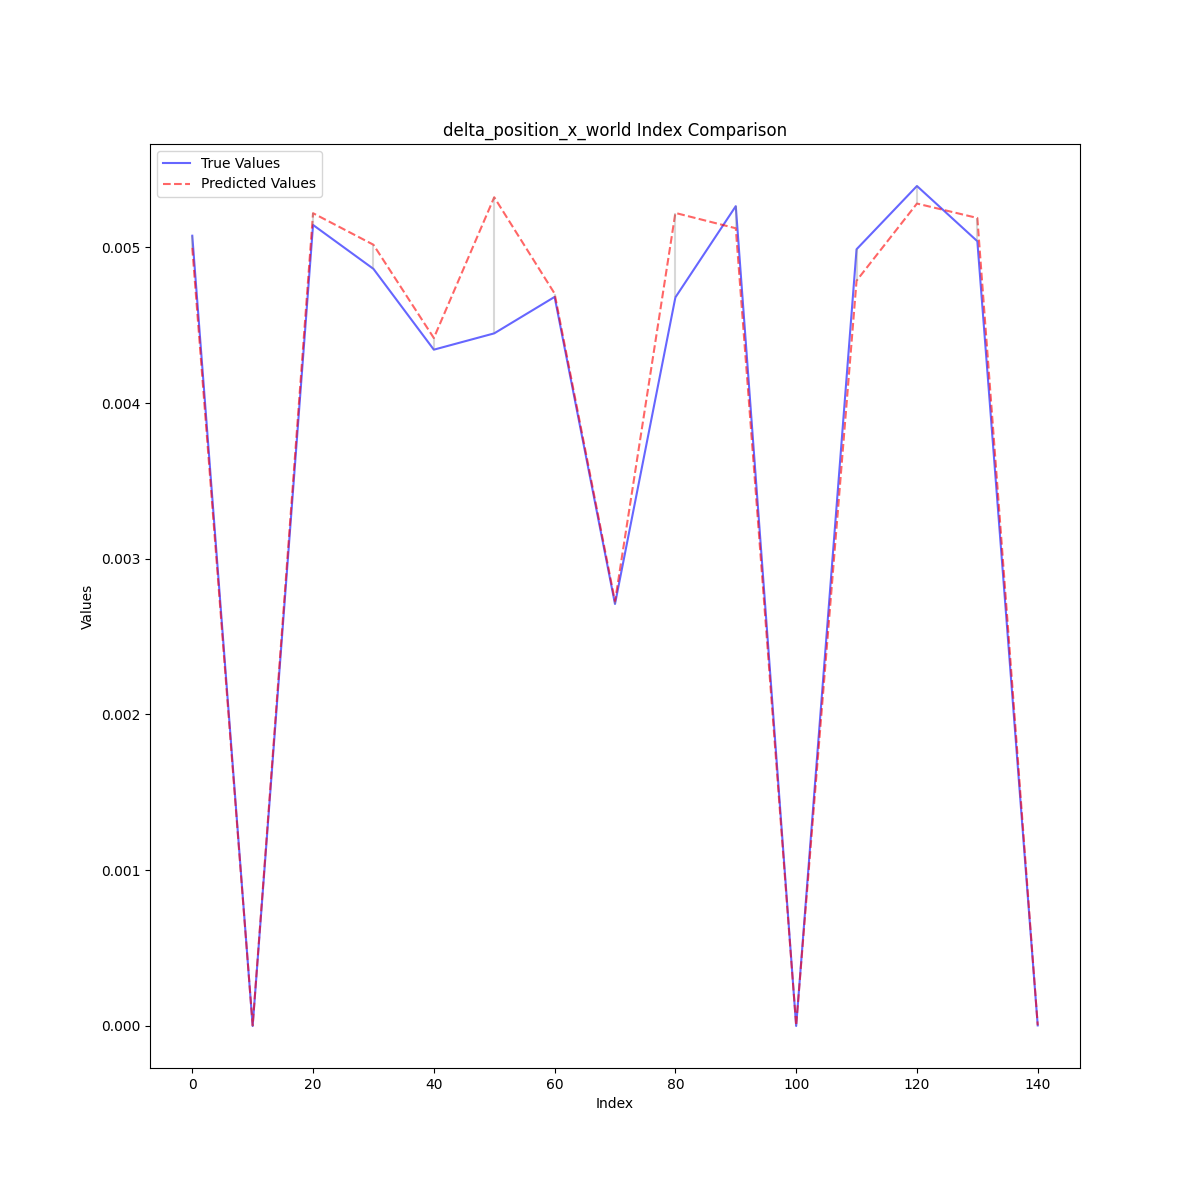 delta_position_x_world Index Comparison
True Values
Predicted Values
0.005
0.004
0.003
0.002
0.001
0.000
Values
0 20 40 60 80 100 120 140
Index